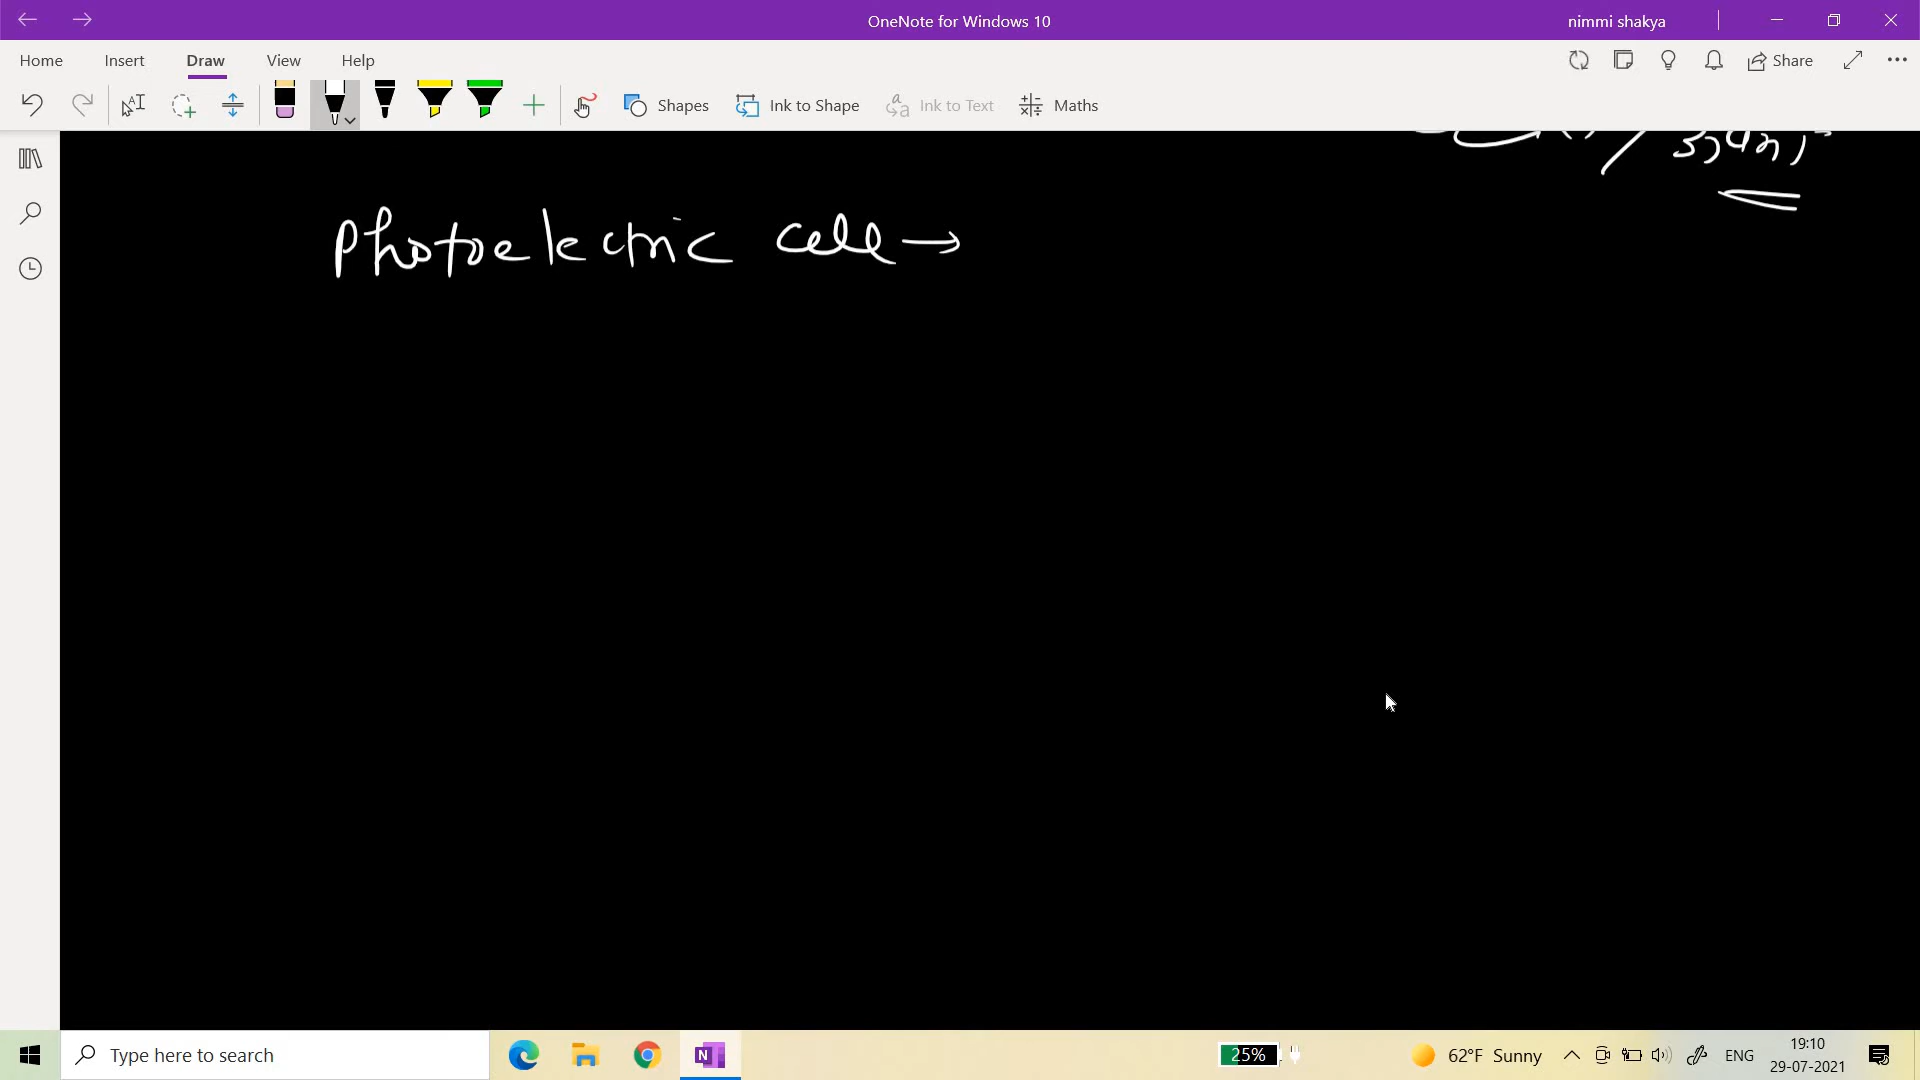 OneNote for Windows 10
nimmi shakya
Home Insert Draw View Help
Share
Shapes Ink to Shape Ink to Text Maths
Photoelectric cell →
Type here to search
25%
62°F Sunny
ENG
19:10
29-07-2021